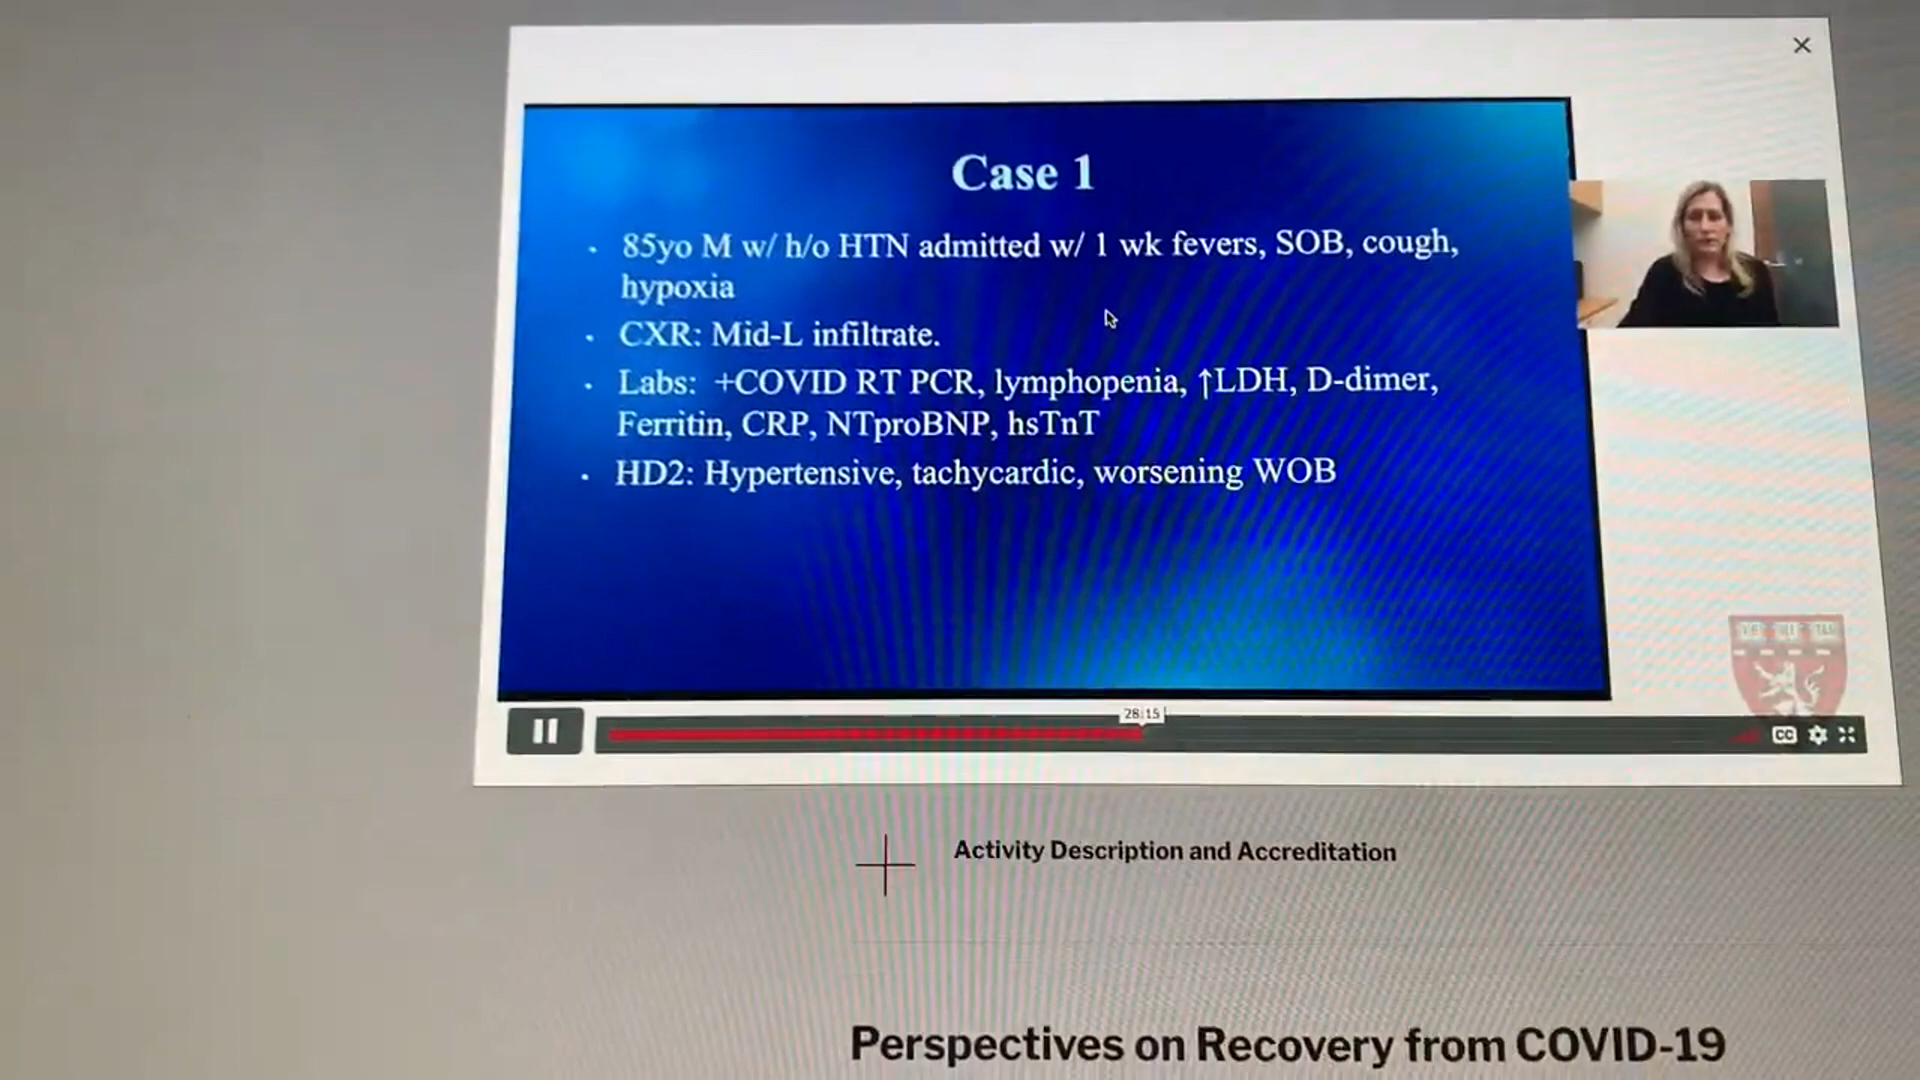 Case 1
· 85yo M w/ h/o HTN admitted w/ 1 wk fevers, SOB, cough,
hypoxia
· CXR: Mid-L infiltrate.
· Labs: +COVID RT PCR, lymphopenia, ↑LDH, D-dimer,
Ferritin, CRP, NTproBNP, hsTnT
· HD2: Hypertensive, tachycardic, worsening WOB
28:15
CC
Activity Description and Accreditation
Perspectives on Recovery from COVID-19